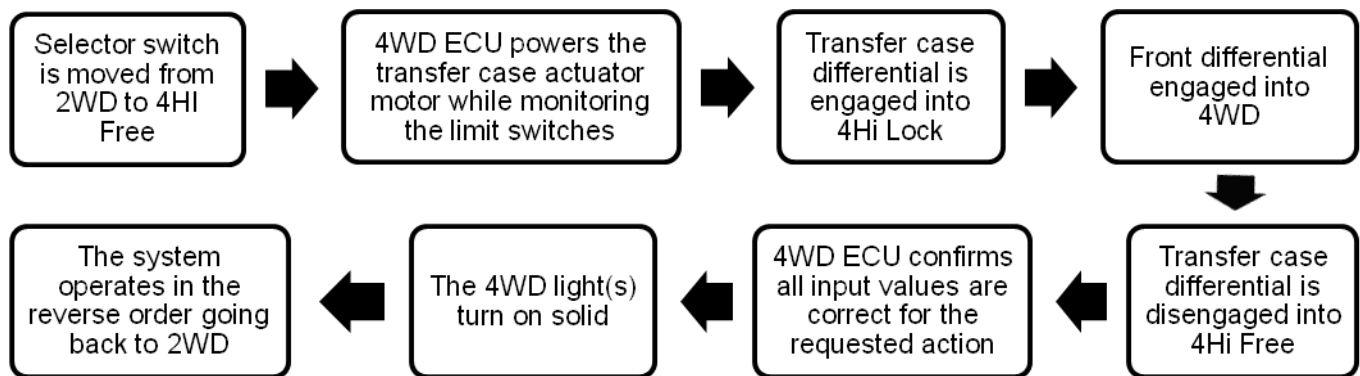 Selector switch
is moved from
2WD to 4HI
Free
4WD ECU powers the
transfer case actuator
motor while monitoring
the limit switches
Transfer case
differential is
engaged into
4Hi Lock
Front differential
engaged into
4WD
Transfer case
differential is
disengaged into
4Hi Free
4WD ECU confirms
all input values are
correct for the
requested action
The 4WD light(s)
turn on solid
The system
operates in the
reverse order going
back to 2WD